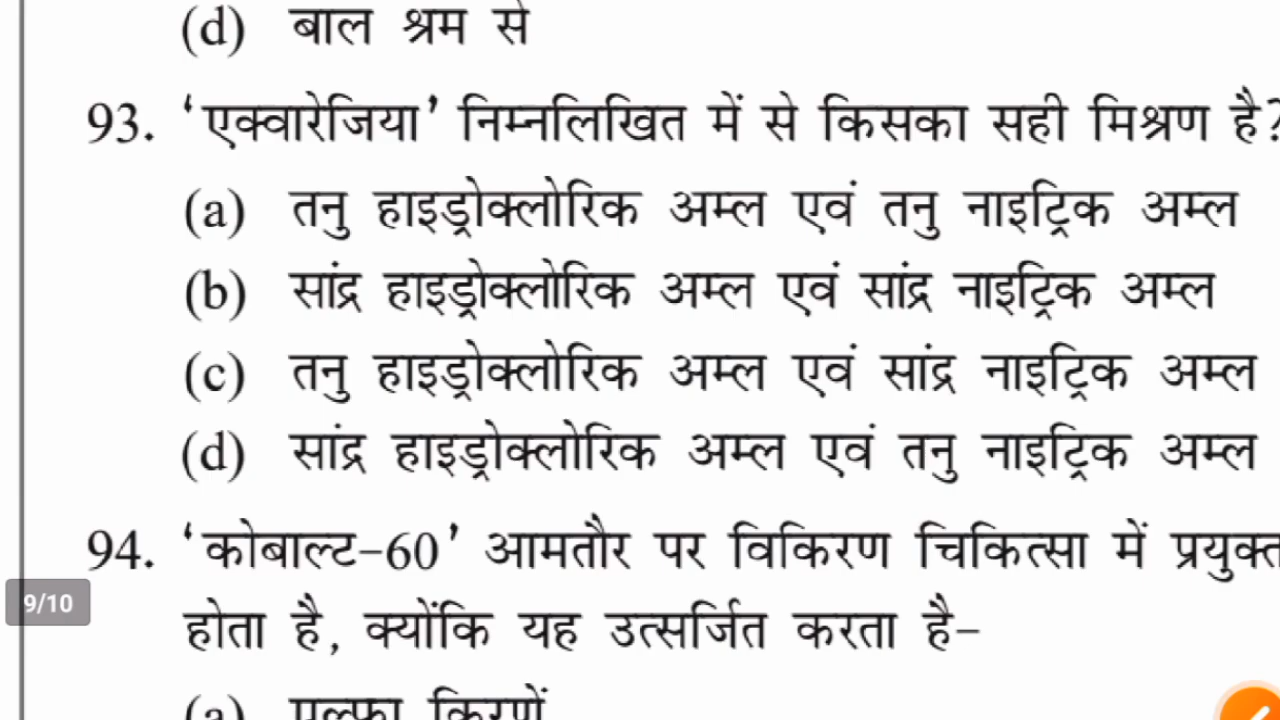 (d) बाल श्रम से
93. 'एक्वारेजिया' निम्नलिखित में से किसका सही मिश्रण है?
(a) तनु हाइड्रोक्लोरिक अम्ल एवं तनु नाइट्रिक अम्ल
(b) सांद्र हाइड्रोक्लोरिक अम्ल एवं सांद्र नाइट्रिक अम्ल
(c) तनु हाइड्रोक्लोरिक अम्ल एवं सांद्र नाइट्रिक अम्ल
(d) सांद्र हाइड्रोक्लोरिक अम्ल एवं तनु नाइट्रिक अम्ल
94. 'कोबाल्ट-60' आमतौर पर विकिरण चिकित्सा में प्रयुक्त
9/10
होता है, क्योंकि यह उत्सर्जित करता है-
(a) एल्फा किरणें